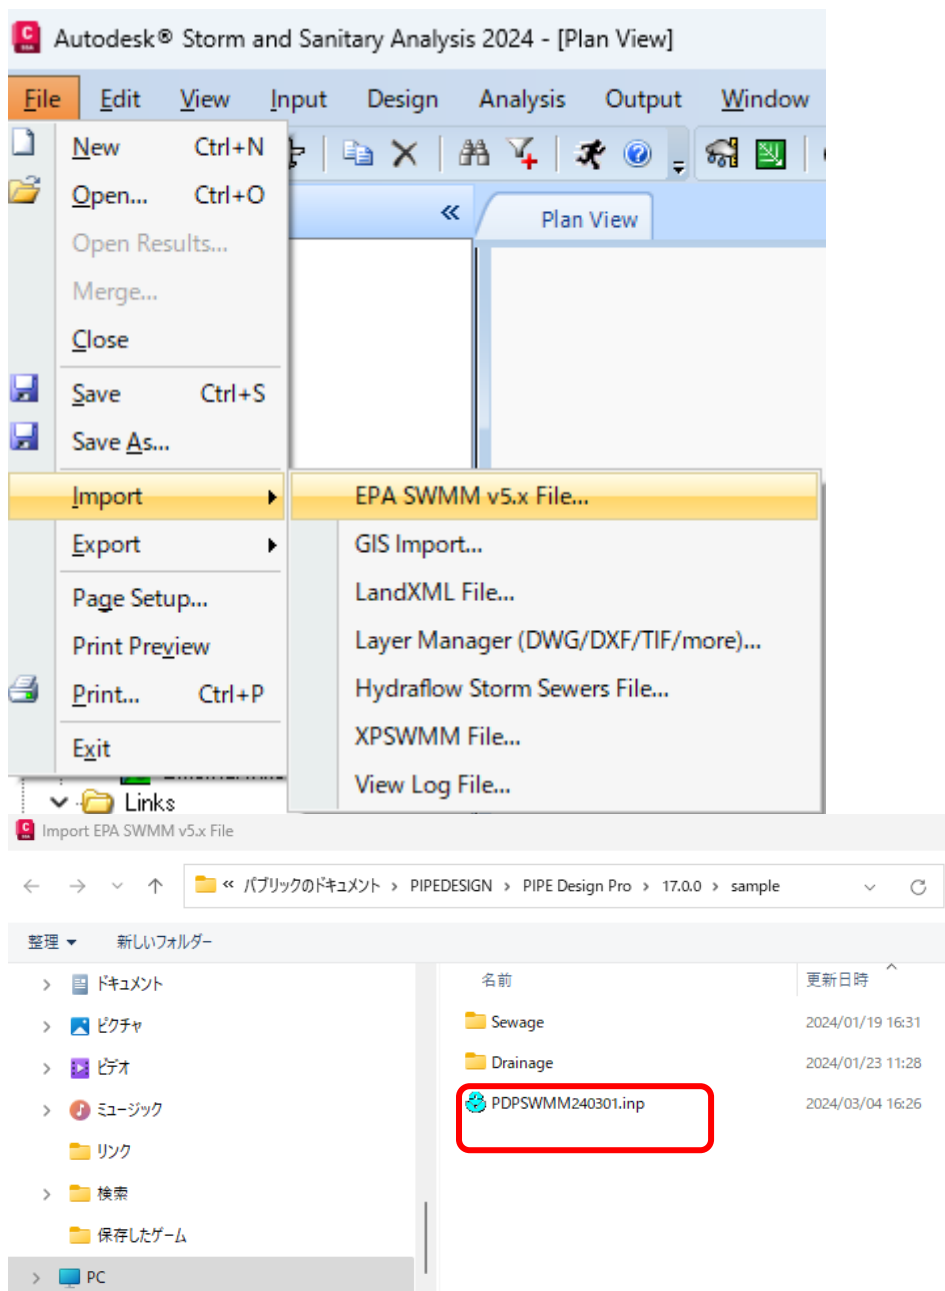 Autodesk® Storm and Sanitary Analysis 2024 - [Plan View]
File Edit View Input Design Analysis Output Window
New Ctrl+N
Open... Ctrl+O
Plan View
Open Results...
Merge...
Close
Save Ctrl+S
Save As...
Import
EPA SWMM v5.x File...
Export
GIS Import...
Page Setup...
LandXML File...
Print Preview
Layer Manager (DWG/DXF/TIF/more)...
Print... Ctrl+P
Hydraflow Storm Sewers File...
Exit
XPSWMM File...
View Log File...
Links
Import EPA SWMM v5.x File
« パブリックのドキュメント › PIPEDESIGN › PIPE Design Pro › 17.0.0 › sample
整理 新しいフォルダー
ドキュメント
名前 更新日時
ピクチャ
Sewage 2024/01/19 16:31
ビデオ
Drainage 2024/01/23 11:28
ミュージック
PDPSWMM240301.inp 2024/03/04 16:26
リンク
検索
保存したゲーム
PC